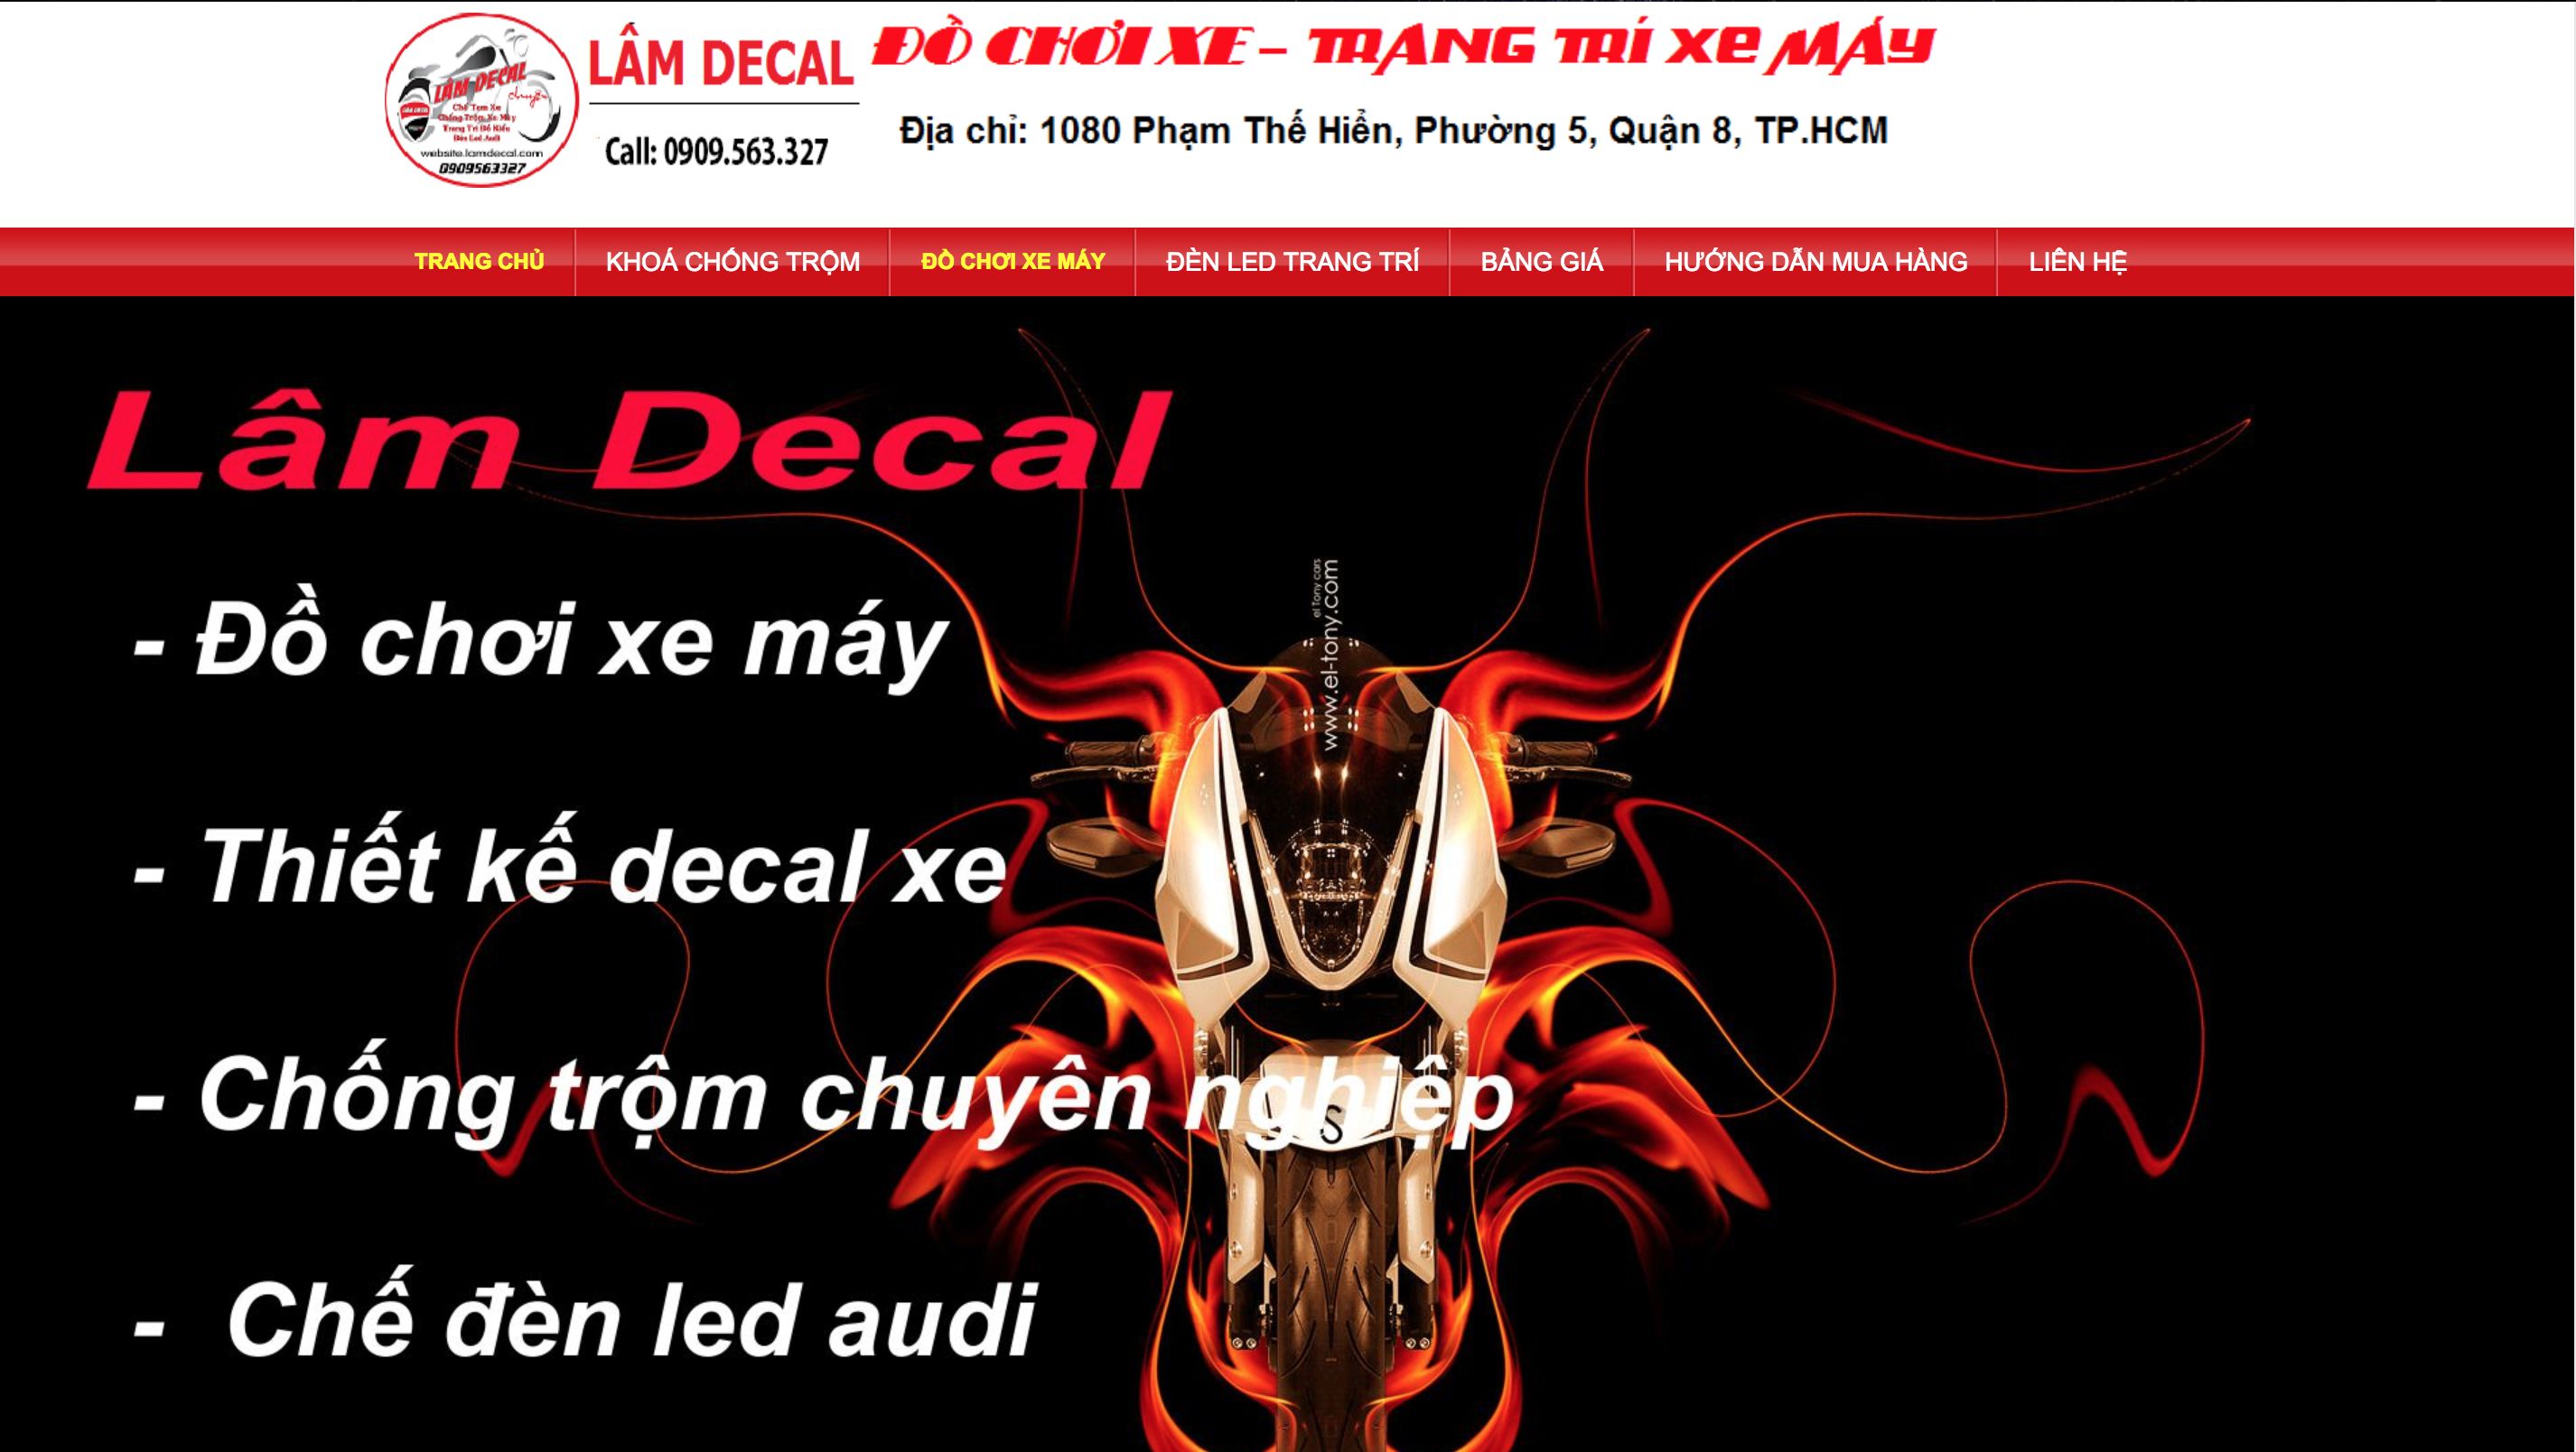 LÂM DECAL
chuyên
Chế Tem Xe
Chống Trộm Xe Máy
Trang Trí Đồ Kiểu
Đèn Led Audi
website.lamdecal.com
0909563327
LÂM DECAL
Call: 0909.563.327
ĐỒ CHƠI XE – TRANG TRÍ XE MÁY
Địa chỉ: 1080 Phạm Thế Hiển, Phường 5, Quận 8, TP.HCM
TRANG CHỦ
KHOÁ CHỐNG TRỘM
ĐỒ CHƠI XE MÁY
ĐÈN LED TRANG TRÍ
BẢNG GIÁ
HƯỚNG DẪN MUA HÀNG
LIÊN HỆ
Lâm Decal
- Đồ chơi xe máy
- Thiết kế decal xe
- Chống trộm chuyên nghiệp
- Chế đèn led audi
el Tony cars
www.el-tony.com